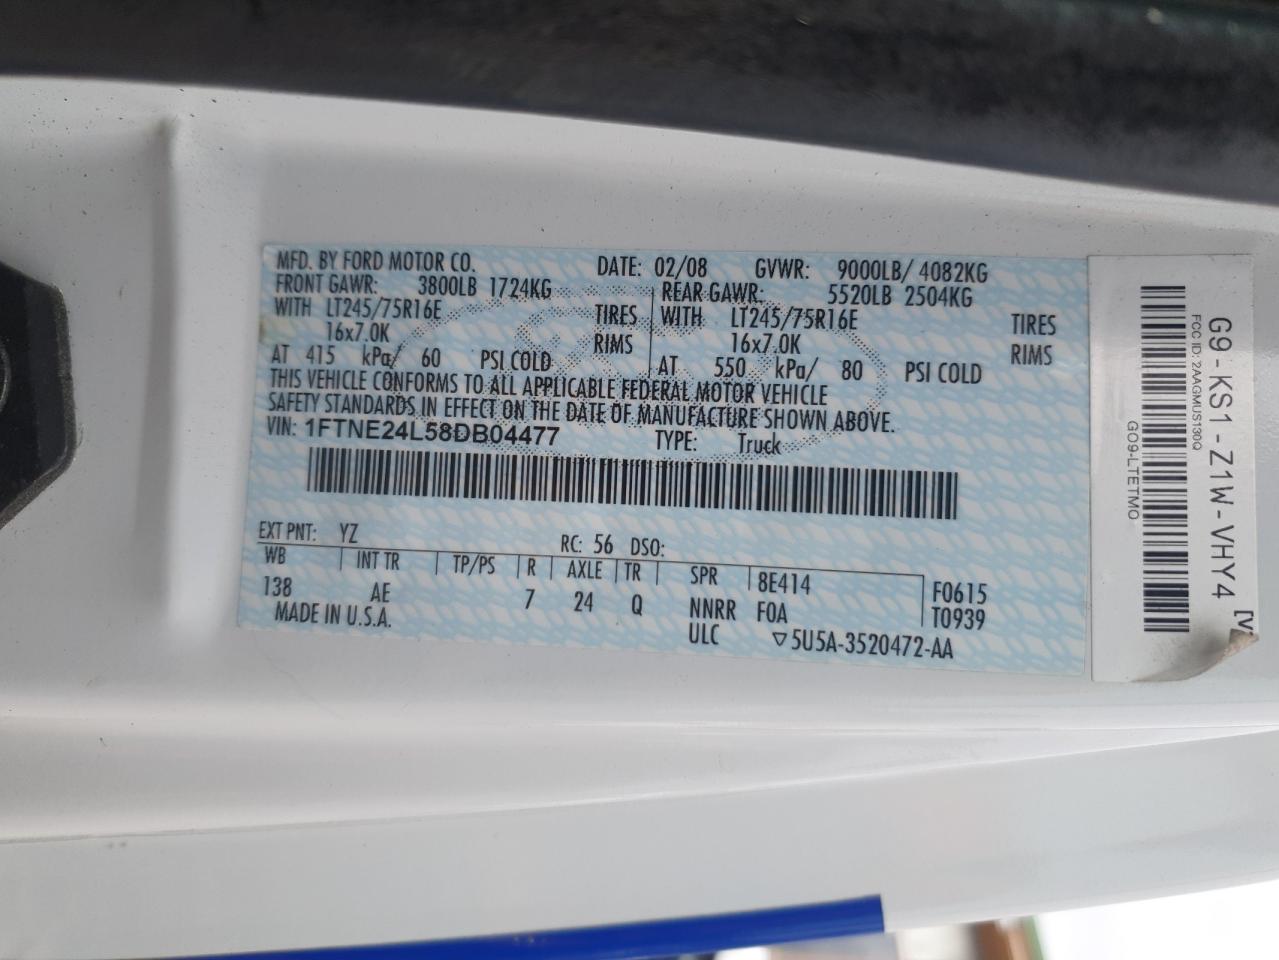 MFD. BY FORD MOTOR CO.
DATE: 02/08 GVWR: 9000LB/ 4082KG
FRONT GAWR: 3800LB 1724KG
REAR GAWR: 5520LB 2504KG
WITH LT245/75R16E TIRES
WITH LT245/75R16E TIRES
16x7.0K RIMS
16x7.0K RIMS
AT 415 kPa/ 60 PSI COLD
AT 550 kPa/ 80 PSI COLD
THIS VEHICLE CONFORMS TO ALL APPLICABLE FEDERAL MOTOR VEHICLE
SAFETY STANDARDS IN EFFECT ON THE DATE OF MANUFACTURE SHOWN ABOVE.
VIN: 1FTNE24L58DB04477 TYPE: Truck
EXT PNT: YZ RC: 56 DSO:
WB INT TR TP/PS R AXLE TR SPR 8E414 F0615
138 AE 7 24 Q NNRR F0A T0939
MADE IN U.S.A. ULC ▽5U5A-3520472-AA
G9-KS1-Z1W-VHY4
FCC ID: 2AAGMUS130Q
GO9-LTETMO